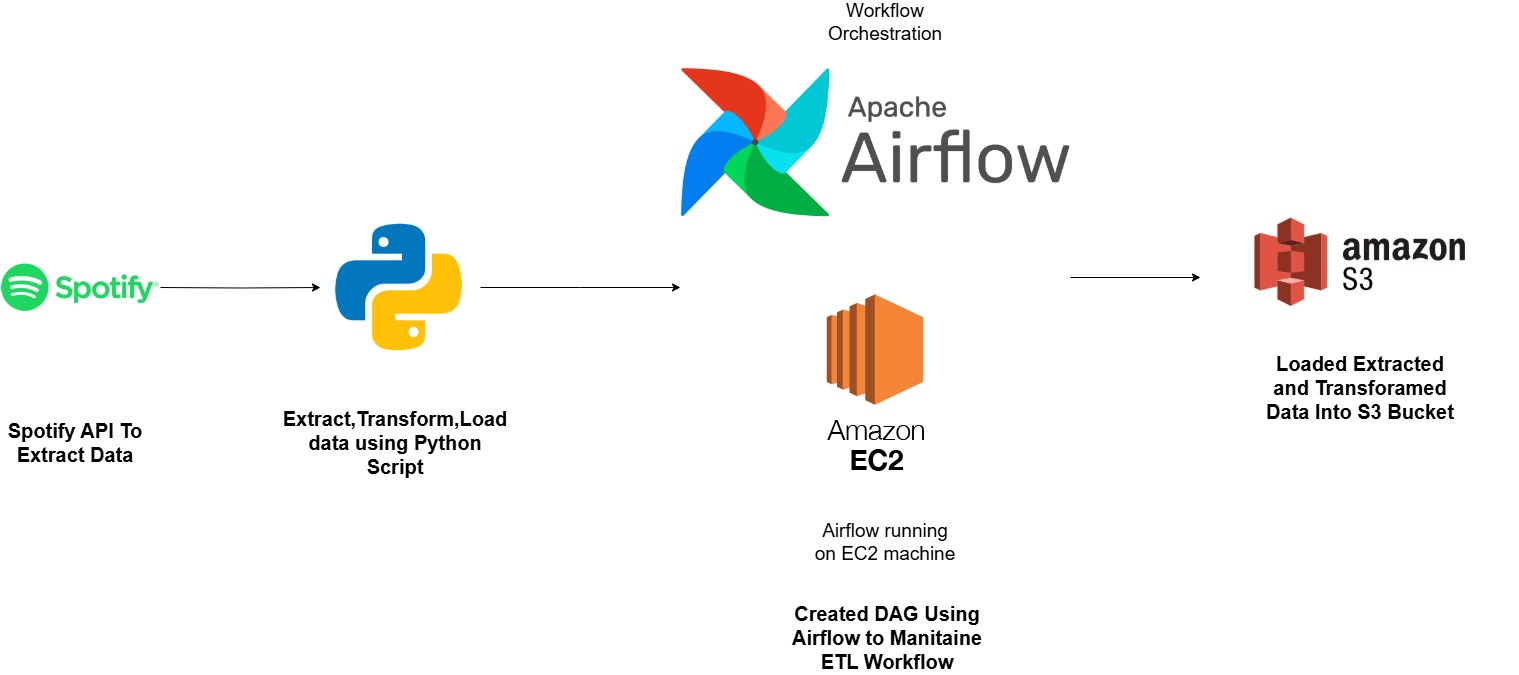 Workflow
Orchestration
Apache
Airflow
Spotify®
amazon
S3
Amazon
EC2
Spotify API To
Extract Data
Extract,Transform,Load
data using Python
Script
Airflow running
on EC2 machine
Created DAG Using
Airflow to Manitaine
ETL Workflow
Loaded Extracted
and Transforamed
Data Into S3 Bucket